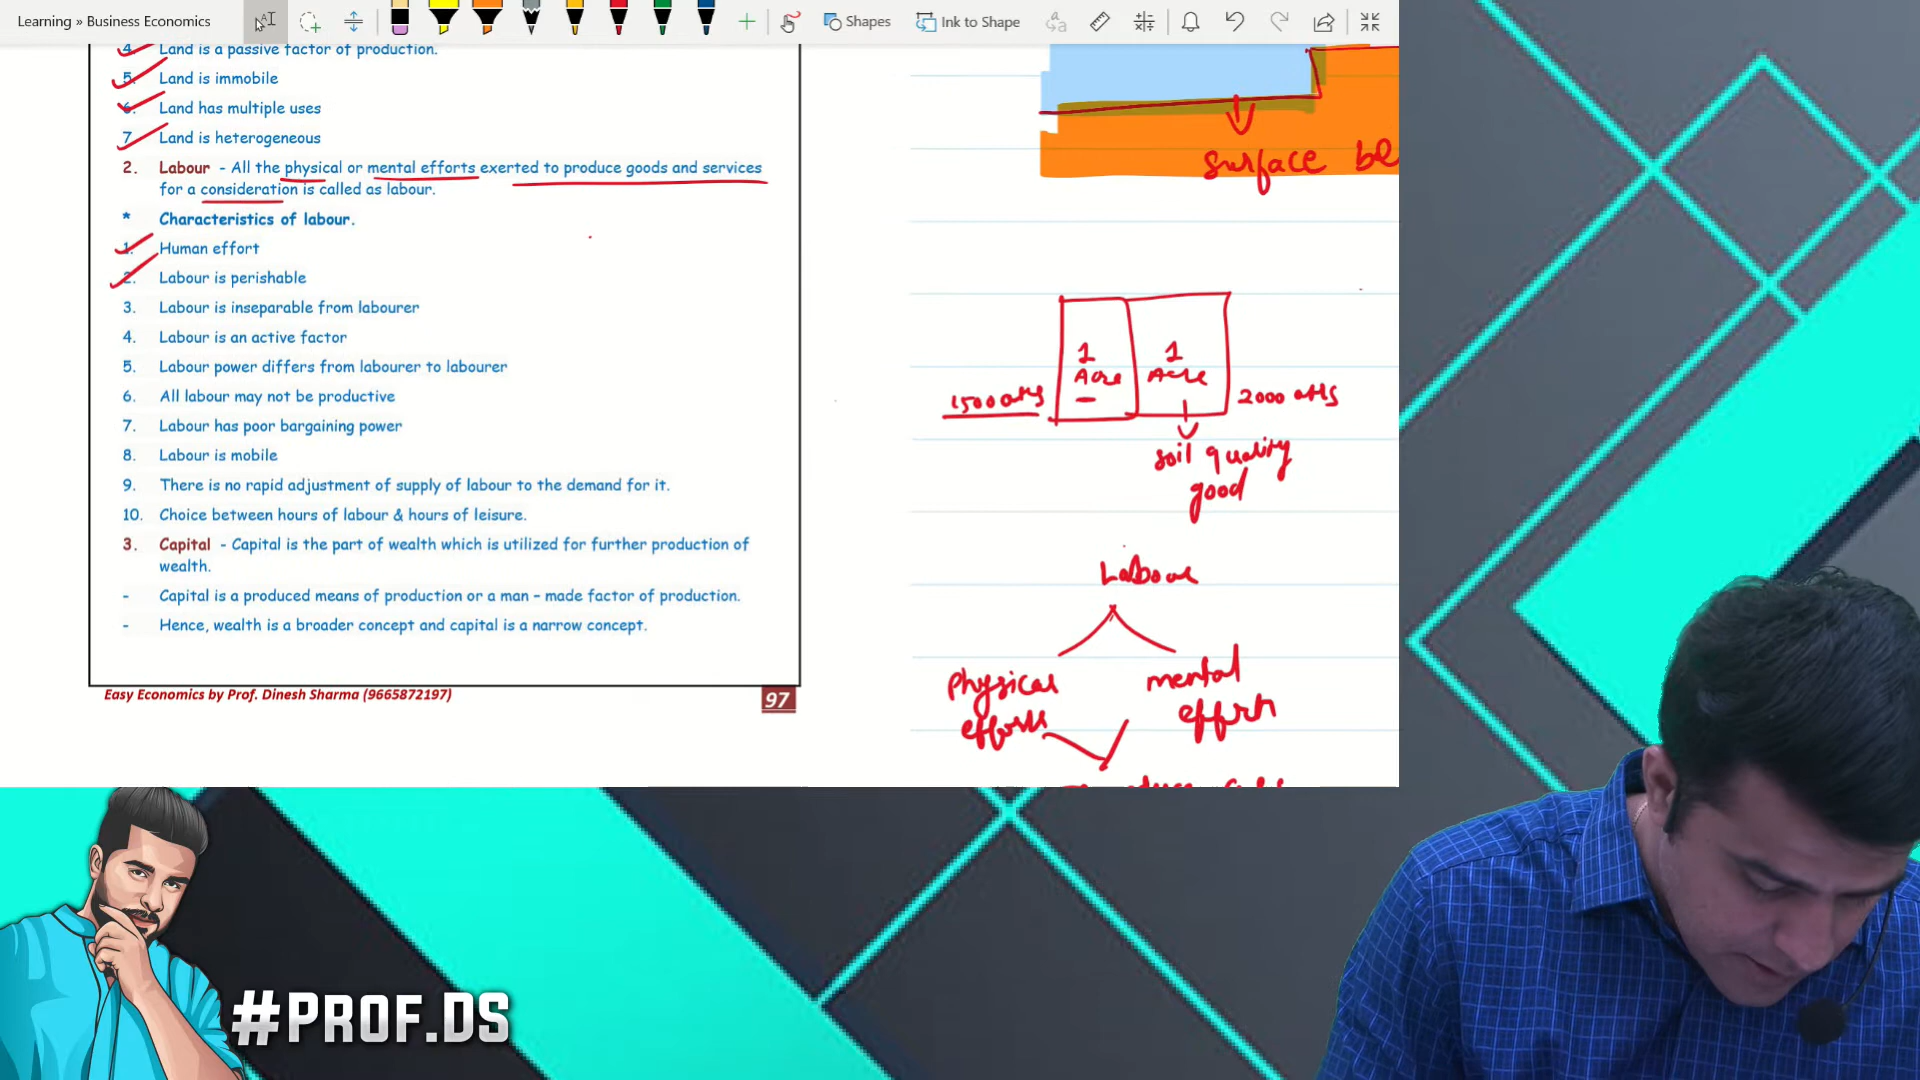 Learning » Business Economics
Shapes
Ink to Shape
4. Land is a passive factor of production.
5. Land is immobile
6. Land has multiple uses
7. Land is heterogeneous
2. Labour - All the physical or mental efforts exerted to produce goods and services
for a consideration is called as labour.
* Characteristics of labour.
1. Human effort
2. Labour is perishable
3. Labour is inseparable from labourer
4. Labour is an active factor
5. Labour power differs from labourer to labourer
6. All labour may not be productive
7. Labour has poor bargaining power
8. Labour is mobile
9. There is no rapid adjustment of supply of labour to the demand for it.
10. Choice between hours of labour & hours of leisure.
3. Capital - Capital is the part of wealth which is utilized for further production of
wealth.
- Capital is a produced means of production or a man – made factor of production.
- Hence, wealth is a broader concept and capital is a narrow concept.
Easy Economics by Prof. Dinesh Sharma (9665872197)
97
surface be
1 Acre
1 Acre
1500
2000
soil quality
good
Labour
physical
efforts
mental
efforts
#PROF.DS